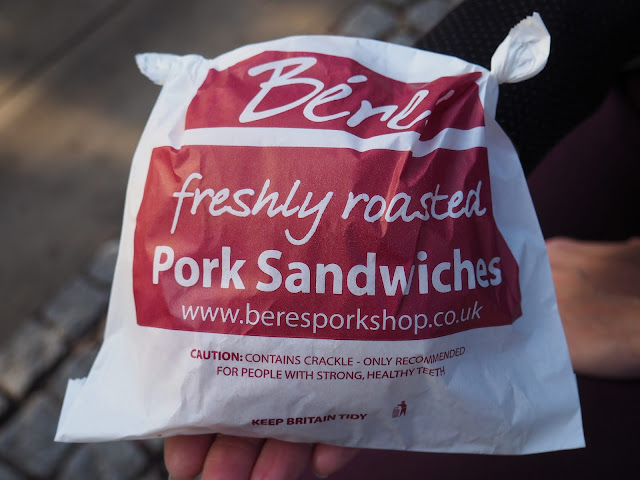 freshly roasted
Pork Sandwiches
www.beresporkshop.co.uk
CAUTION: CONTAINS CRACKLE - ONLY RECOMMENDED
FOR PEOPLE WITH STRONG, HEALTHY TEETH
KEEP BRITAIN TIDY